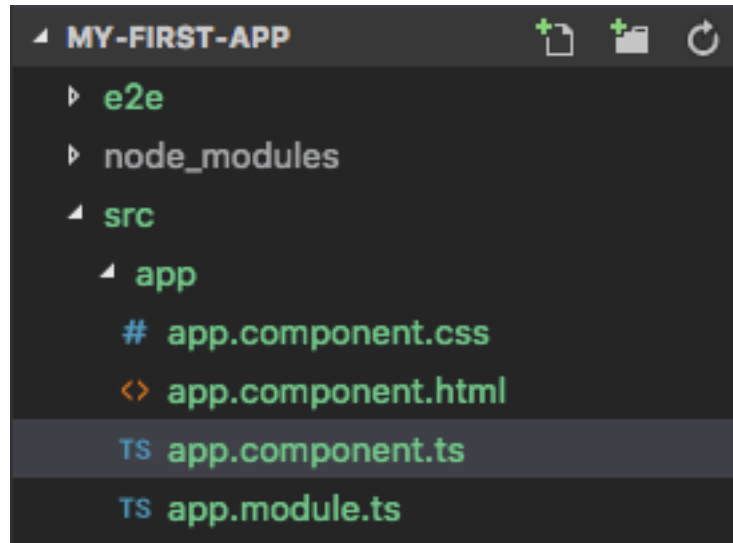 MY-FIRST-APP
e2e
node_modules
src
app
# app.component.css
<> app.component.html
TS app.component.ts
TS app.module.ts